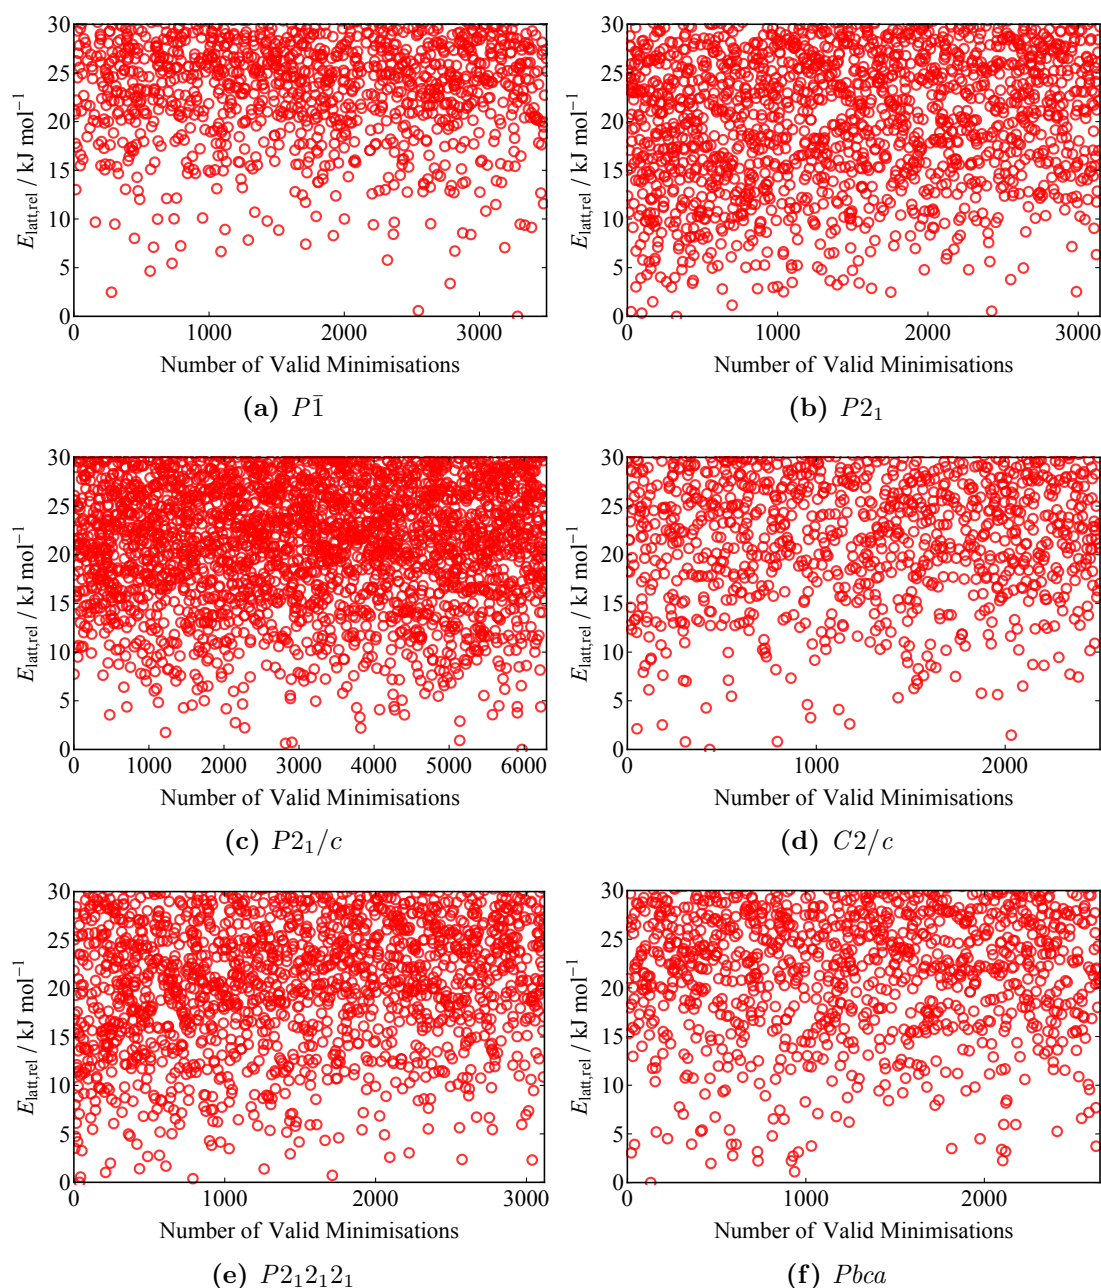 30
25
20
15
10
5
0
E_latt,rel / kJ mol⁻¹
0 1000 2000 3000
Number of Valid Minimisations
(a) P1̄
30
25
20
15
10
5
0
E_latt,rel / kJ mol⁻¹
0 1000 2000 3000
Number of Valid Minimisations
(b) P2₁
30
25
20
15
10
5
0
E_latt,rel / kJ mol⁻¹
0 1000 2000 3000 4000 5000 6000
Number of Valid Minimisations
(c) P2₁/c
30
25
20
15
10
5
0
E_latt,rel / kJ mol⁻¹
0 1000 2000
Number of Valid Minimisations
(d) C2/c
30
25
20
15
10
5
0
E_latt,rel / kJ mol⁻¹
0 1000 2000 3000
Number of Valid Minimisations
(e) P2₁2₁2₁
30
25
20
15
10
5
0
E_latt,rel / kJ mol⁻¹
0 1000 2000
Number of Valid Minimisations
(f) Pbca